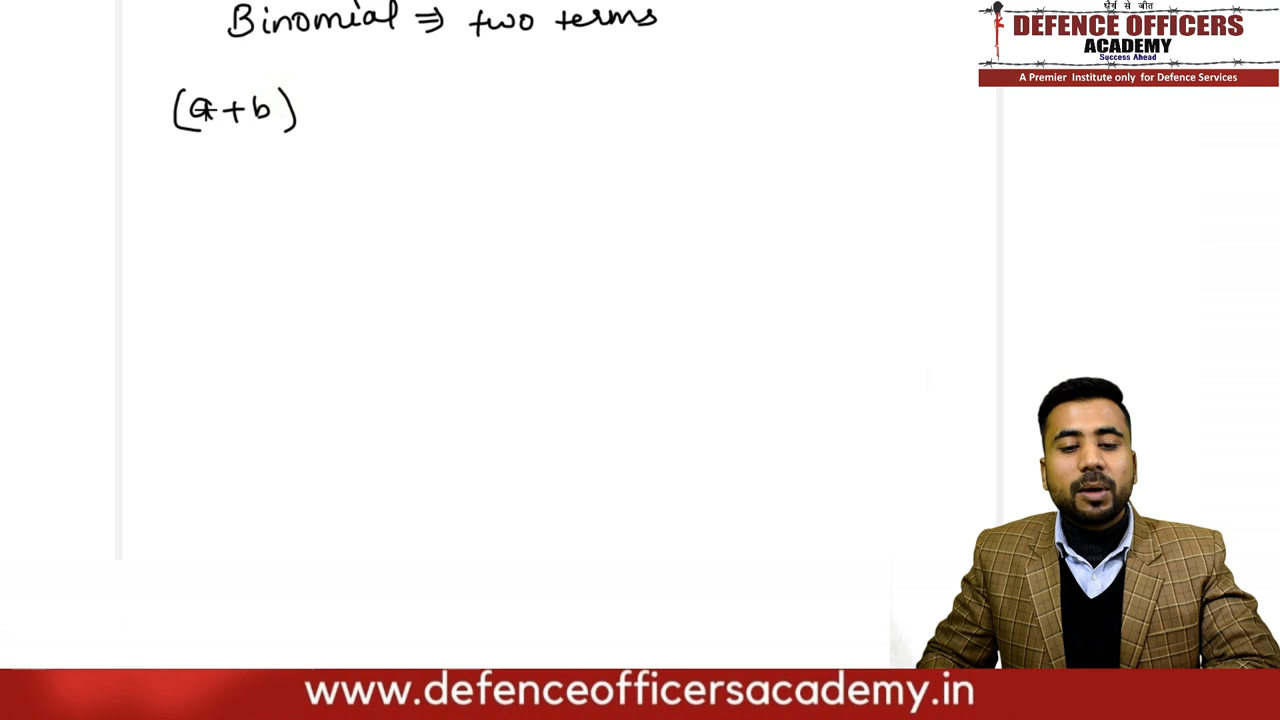 Binomial ⇒ two terms
(a+b)
धैर्य से जीत
DEFENCE OFFICERS
ACADEMY
Success Ahead
A Premier Institute only for Defence Services
www.defenceofficersacademy.in